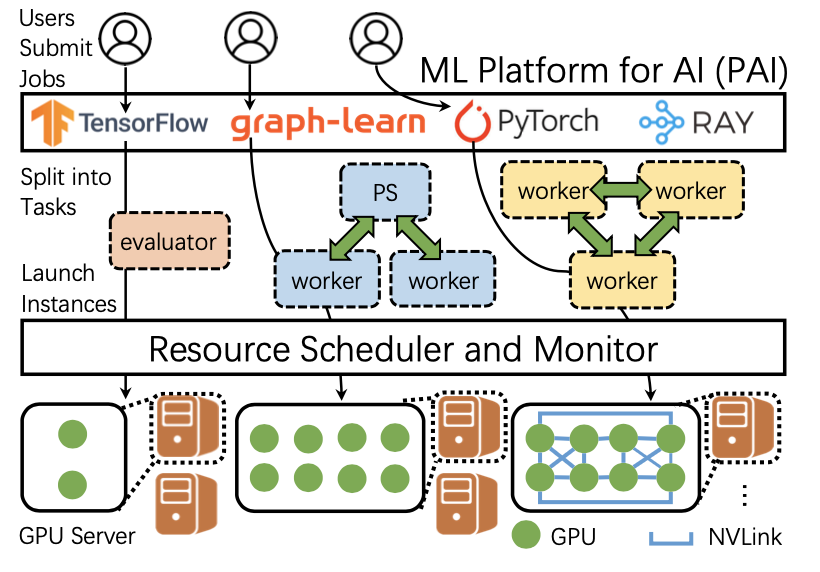 Users
Submit
Jobs
ML Platform for AI (PAI)
TensorFlow graph-learn PyTorch RAY
Split into
Tasks
PS
worker worker
evaluator
Launch
Instances
worker worker worker
Resource Scheduler and Monitor
GPU Server
GPU
NVLink